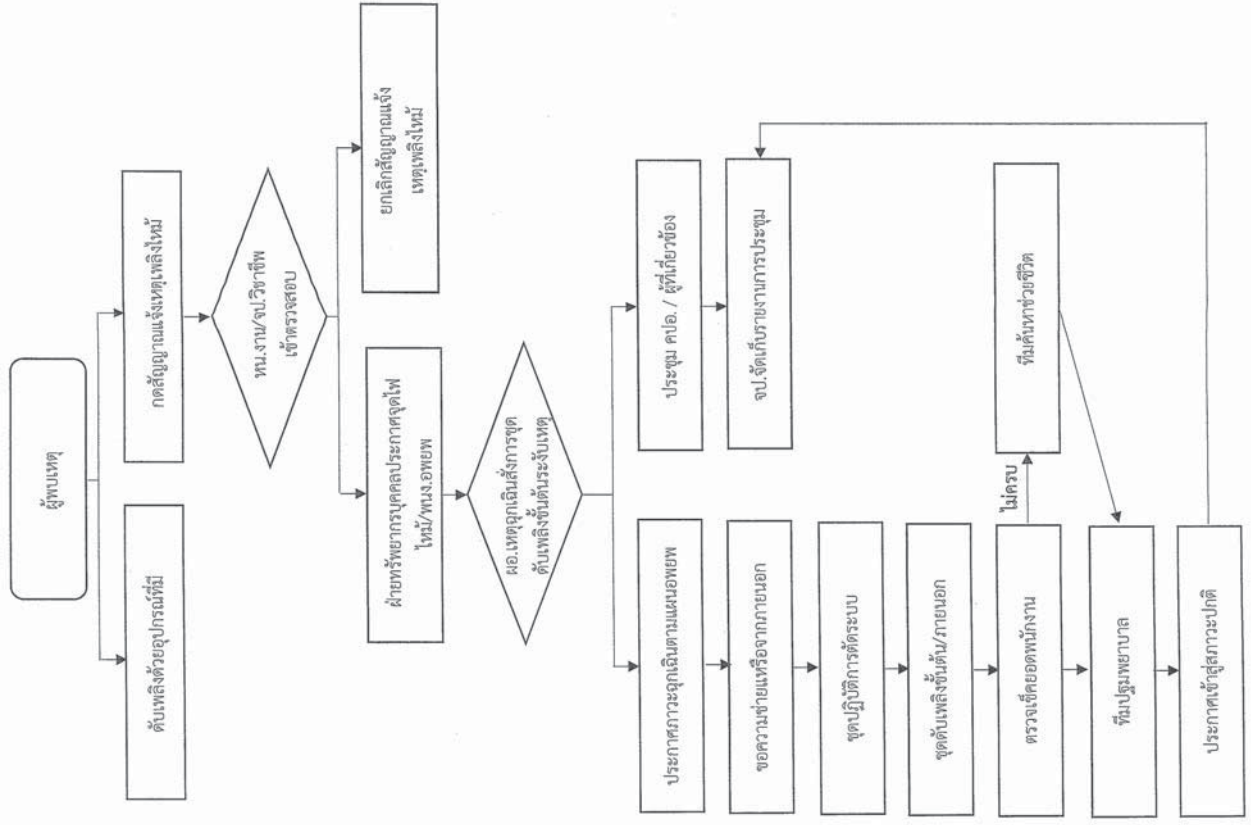 ผู้พบเหตุ
ดับเพลิงด้วยอุปกรณ์ที่มี
กดสัญญาณแจ้งเหตุเพลิงไหม้
หน.งาน/จป.วิชาชีพ
เข้าตรวจสอบ
ฝ่ายทรัพยากรบุคคลประกาศจุดไฟ
ไหม้/พนง.อพยพ
ยกเลิกสัญญาณแจ้ง
เหตุเพลิงไหม้
ผอ.เหตุฉุกเฉินสั่งการชุด
ดับเพลิงขั้นต้นระงับเหตุ
ประกาศภาวะฉุกเฉินตามแผนอพยพ
ประชุม คปอ. / ผู้ที่เกี่ยวข้อง
ขอความช่วยเหลือจากภายนอก
จป.จัดเก็บรายงานการประชุม
ชุดปฏิบัติการตัดระบบ
ชุดดับเพลิงขั้นต้น/ภายนอก
ตรวจเช็คยอดพนักงาน
ไม่ครบ
ทีมค้นหาช่วยชีวิต
ทีมปฐมพยาบาล
ประกาศเข้าสู่สภาวะปกติ